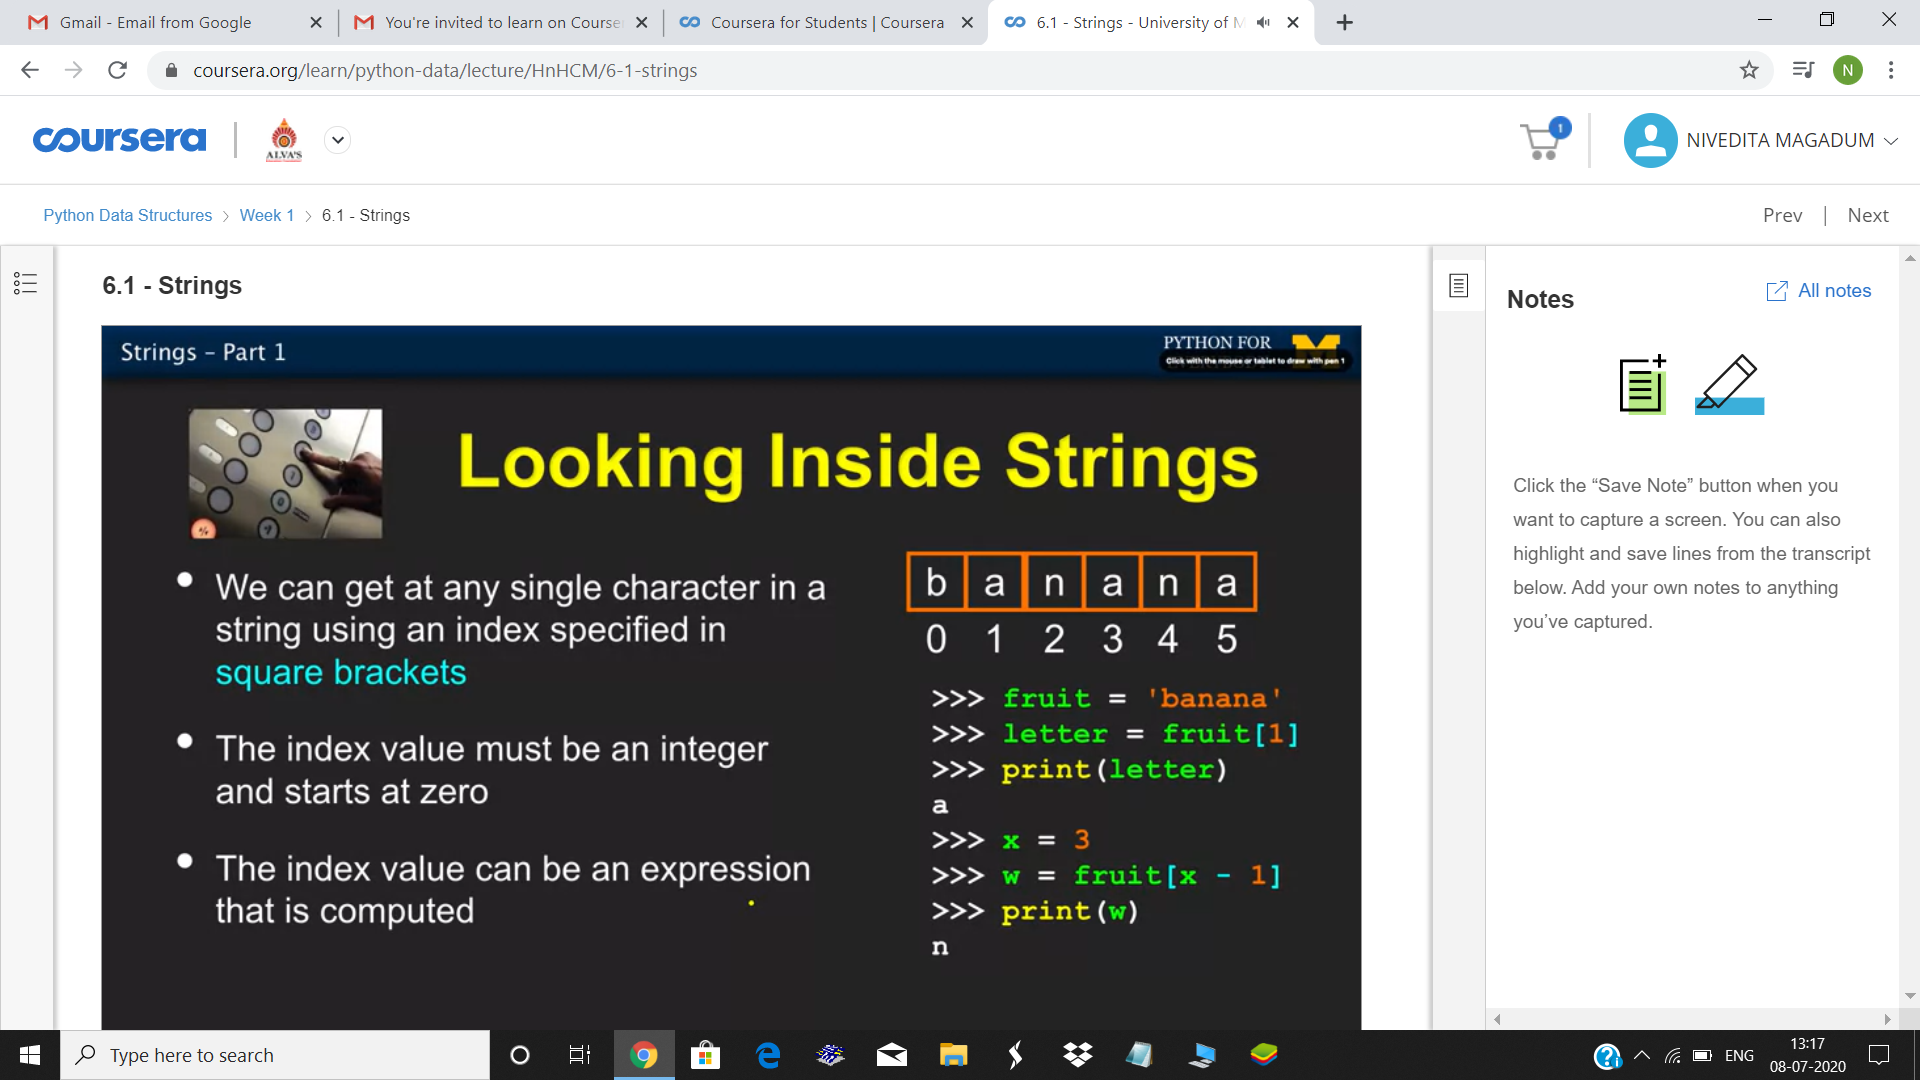 Gmail - Email from Google
You're invited to learn on Course
Coursera for Students | Coursera
6.1 - Strings - University of M
coursera.org/learn/python-data/lecture/HnHCM/6-1-strings
N
coursera
ALVA'S
1
NIVEDITA MAGADUM
Python Data Structures > Week 1 > 6.1 - Strings
Prev | Next
6.1 - Strings
Strings – Part 1
PYTHON FOR
Click with the mouse or tablet to draw with pen 1
Looking Inside Strings
• We can get at any single character in a
string using an index specified in
square brackets
• The index value must be an integer
and starts at zero
• The index value can be an expression
that is computed
b a n a n a
0 1 2 3 4 5
>>> fruit = 'banana'
>>> letter = fruit[1]
>>> print(letter)
a
>>> x = 3
>>> w = fruit[x - 1]
>>> print(w)
n
Notes
All notes
Click the “Save Note” button when you
want to capture a screen. You can also
highlight and save lines from the transcript
below. Add your own notes to anything
you’ve captured.
Type here to search
ENG
13:17
08-07-2020